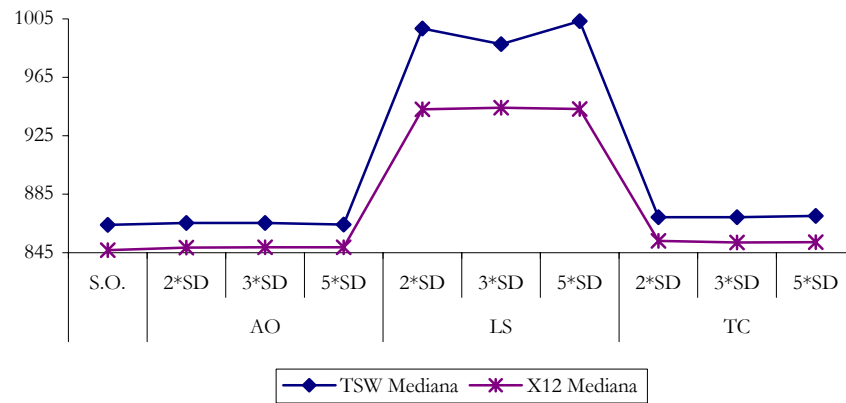 1005
965
925
885
845
S.O. 2*SD 3*SD 5*SD 2*SD 3*SD 5*SD 2*SD 3*SD 5*SD
AO LS TC
TSW Mediana X12 Mediana